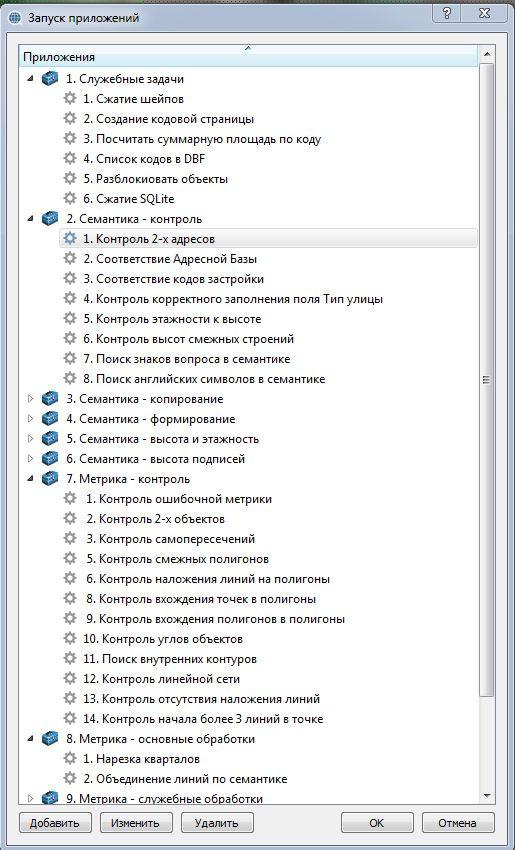 Запуск приложений
Приложения
1. Служебные задачи
1. Сжатие шейпов
2. Создание кодовой страницы
3. Посчитать суммарную площадь по коду
4. Список кодов в DBF
5. Разблокиовать объекты
6. Сжатие SQLite
2. Семантика - контроль
1. Контроль 2-х адресов
2. Соответствие Адресной Базы
3. Соответствие кодов застройки
4. Контроль корректного заполнения поля Тип улицы
5. Контроль этажности к высоте
6. Контроль высот смежных строений
7. Поиск знаков вопроса в семантике
8. Поиск английских символов в семантике
3. Семантика - копирование
4. Семантика - формирование
5. Семантика - высота и этажность
6. Семантика - высота подписей
7. Метрика - контроль
1. Контроль ошибочной метрики
2. Контроль 2-х объектов
3. Контроль самопересечений
5. Контроль смежных полигонов
6. Контроль наложения линий на полигоны
8. Контроль вхождения точек в полигоны
9. Контроль вхождения полигонов в полигоны
10. Контроль углов объектов
11. Поиск внутренних контуров
12. Контроль линейной сети
13. Контроль отсутствия наложения линий
14. Контроль начала более 3 линий в точке
8. Метрика - основные обработки
1. Нарезка кварталов
2. Объединение линий по семантике
9. Метрика - служебные обработки
Добавить Изменить Удалить OK Отмена